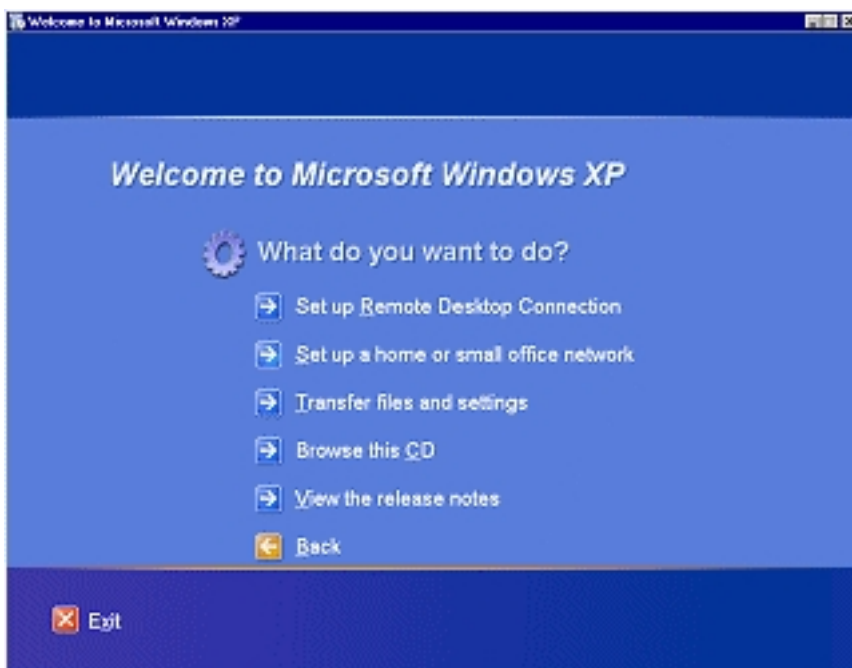 Welcome to Microsoft Windows XP
Welcome to Microsoft Windows XP
What do you want to do?
Set up Remote Desktop Connection
Set up a home or small office network
Transfer files and settings
Browse this CD
View the release notes
Back
Exit